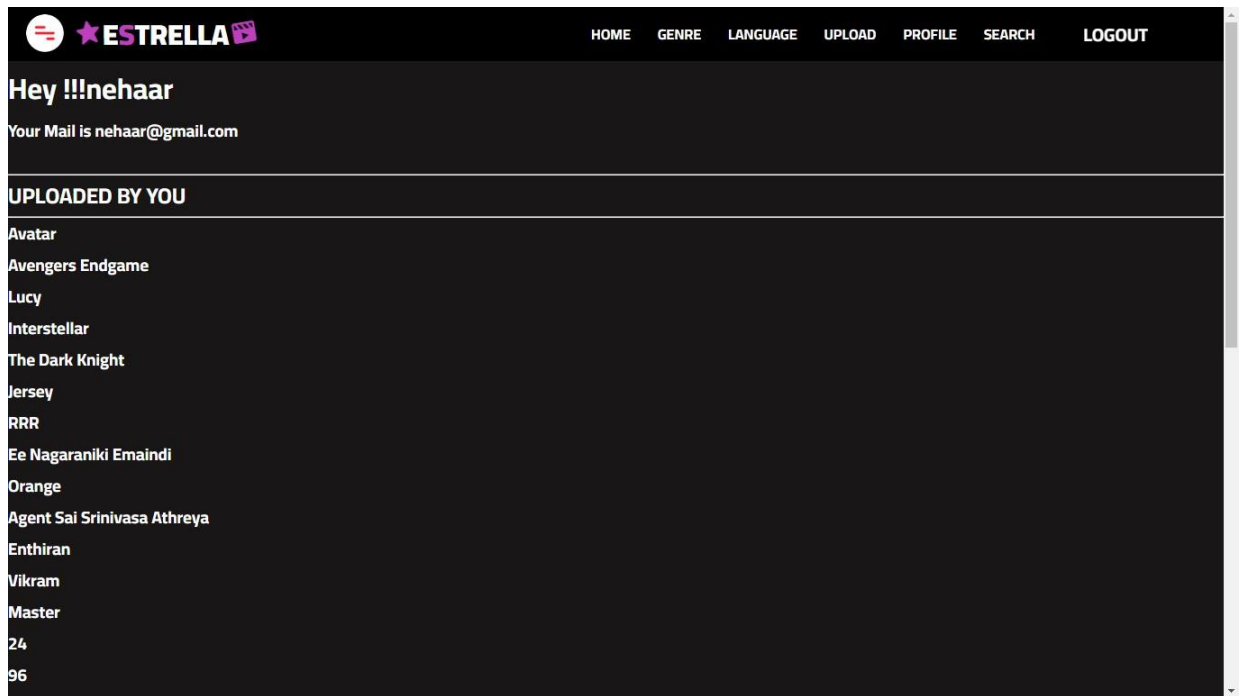 ESTRELLA HOME GENRE LANGUAGE UPLOAD PROFILE SEARCH LOGOUT
Hey !!!nehaar
Your Mail is nehaar@gmail.com
UPLOADED BY YOU
Avatar
Avengers Endgame
Lucy
Interstellar
The Dark Knight
Jersey
RRR
Ee Nagaraniki Emaindi
Orange
Agent Sai Srinivasa Athreya
Enthiran
Vikram
Master
24
96